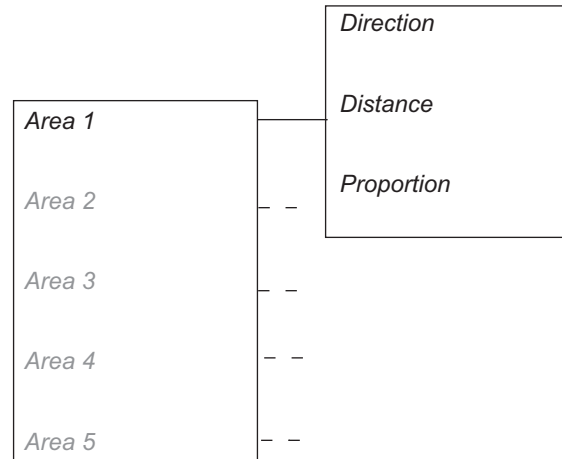 Direction
Distance
Proportion
Area 1
Area 2
Area 3
Area 4
Area 5